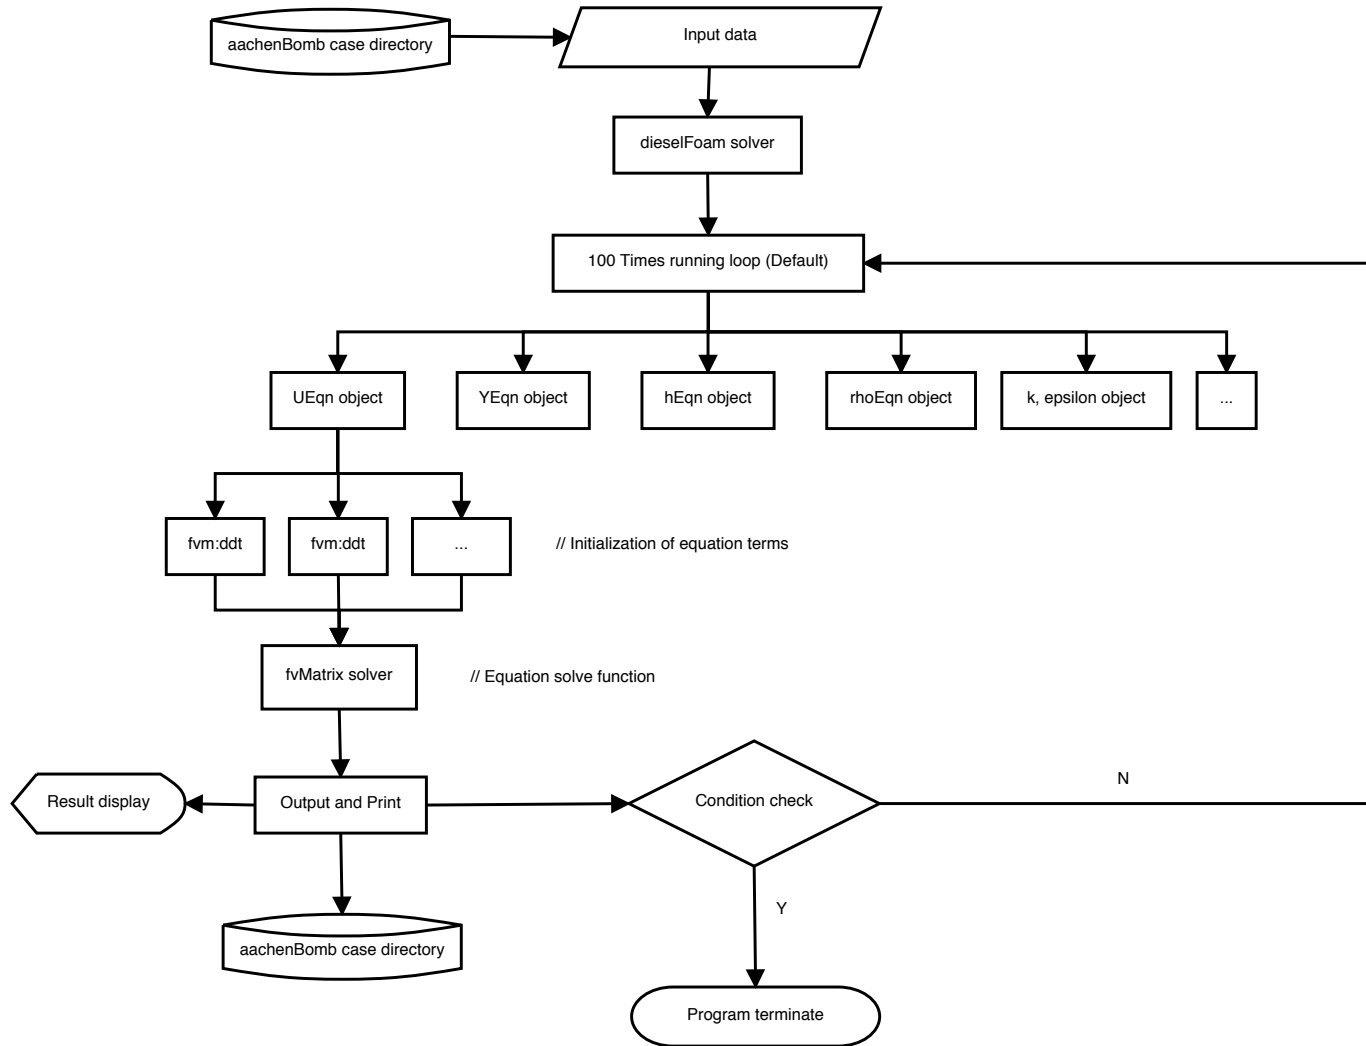 aachenBomb case directory
Input data
dieselFoam solver
100 Times running loop (Default)
UEqn object
YEqn object
hEqn object
rhoEqn object
k, epsilon object
...
fvm:ddt
fvm:ddt
...
// Initialization of equation terms
fvMatrix solver
// Equation solve function
Result display
Output and Print
Condition check
N
Y
aachenBomb case directory
Program terminate